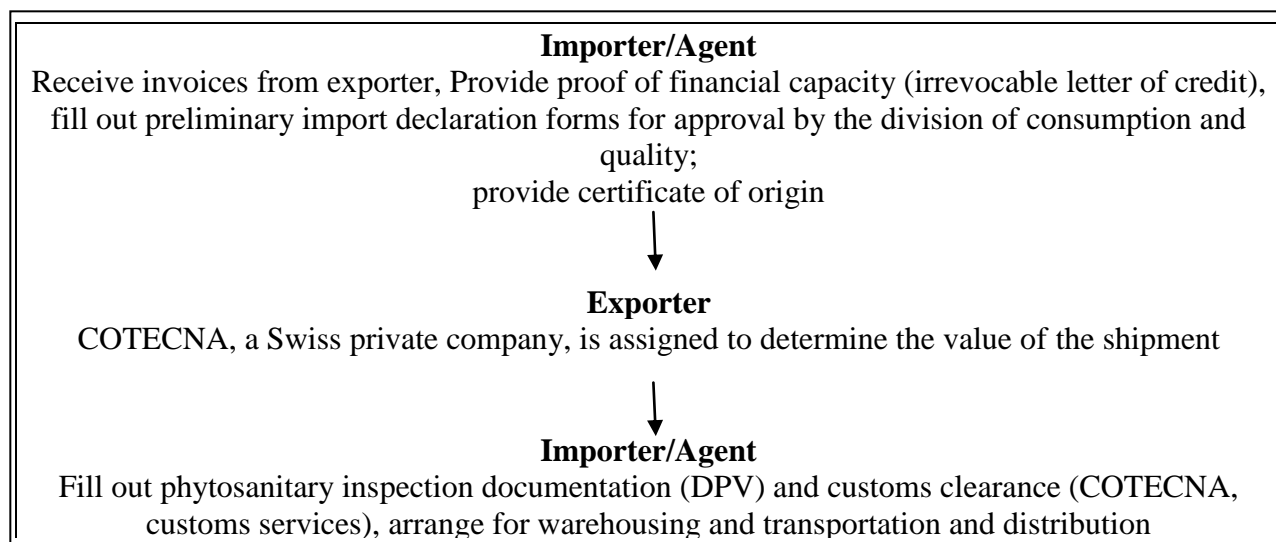 Importer/Agent
Receive invoices from exporter, Provide proof of financial capacity (irrevocable letter of credit),
fill out preliminary import declaration forms for approval by the division of consumption and
quality;
provide certificate of origin
Exporter
COTECNA, a Swiss private company, is assigned to determine the value of the shipment
Importer/Agent
Fill out phytosanitary inspection documentation (DPV) and customs clearance (COTECNA,
customs services), arrange for warehousing and transportation and distribution